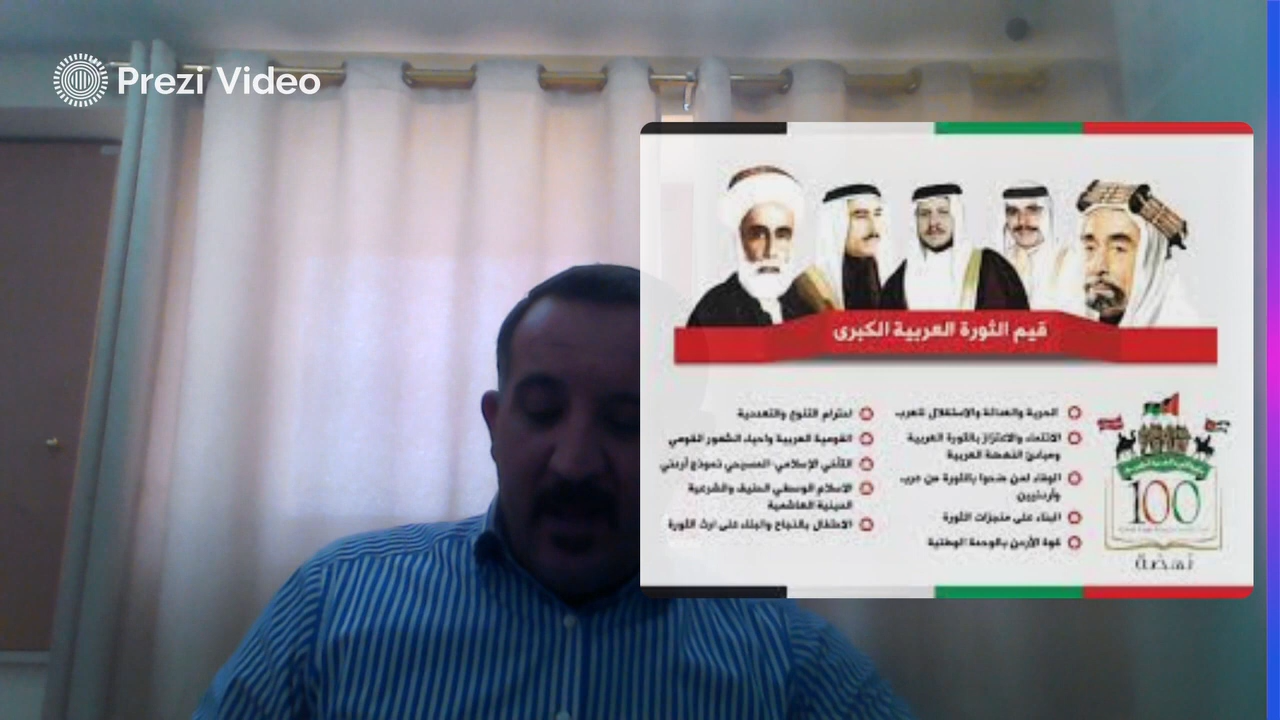 Prezi Video
قيم الثورة العربية الكبرى
الحرية والعدالة والاستقلال للعرب
الانتماء والاعتزاز بالثورة العربية
ومبادئ النهضة العربية
الوفاء لمن ضحوا بالثورة من عرب
وأردنيين
البناء على منجزات الثورة
قوة الأردن بالوحدة الوطنية
احترام التنوع والتعددية
القومية العربية واحياء الشعور القومي
التآخي الإسلامي المسيحي نموذج أردني
الاسلام الوسطي الحنيف والشرعية
الدينية الهاشمية
الاحتفال بالنجاح والبناء على ارث الثورة
100
نهضة